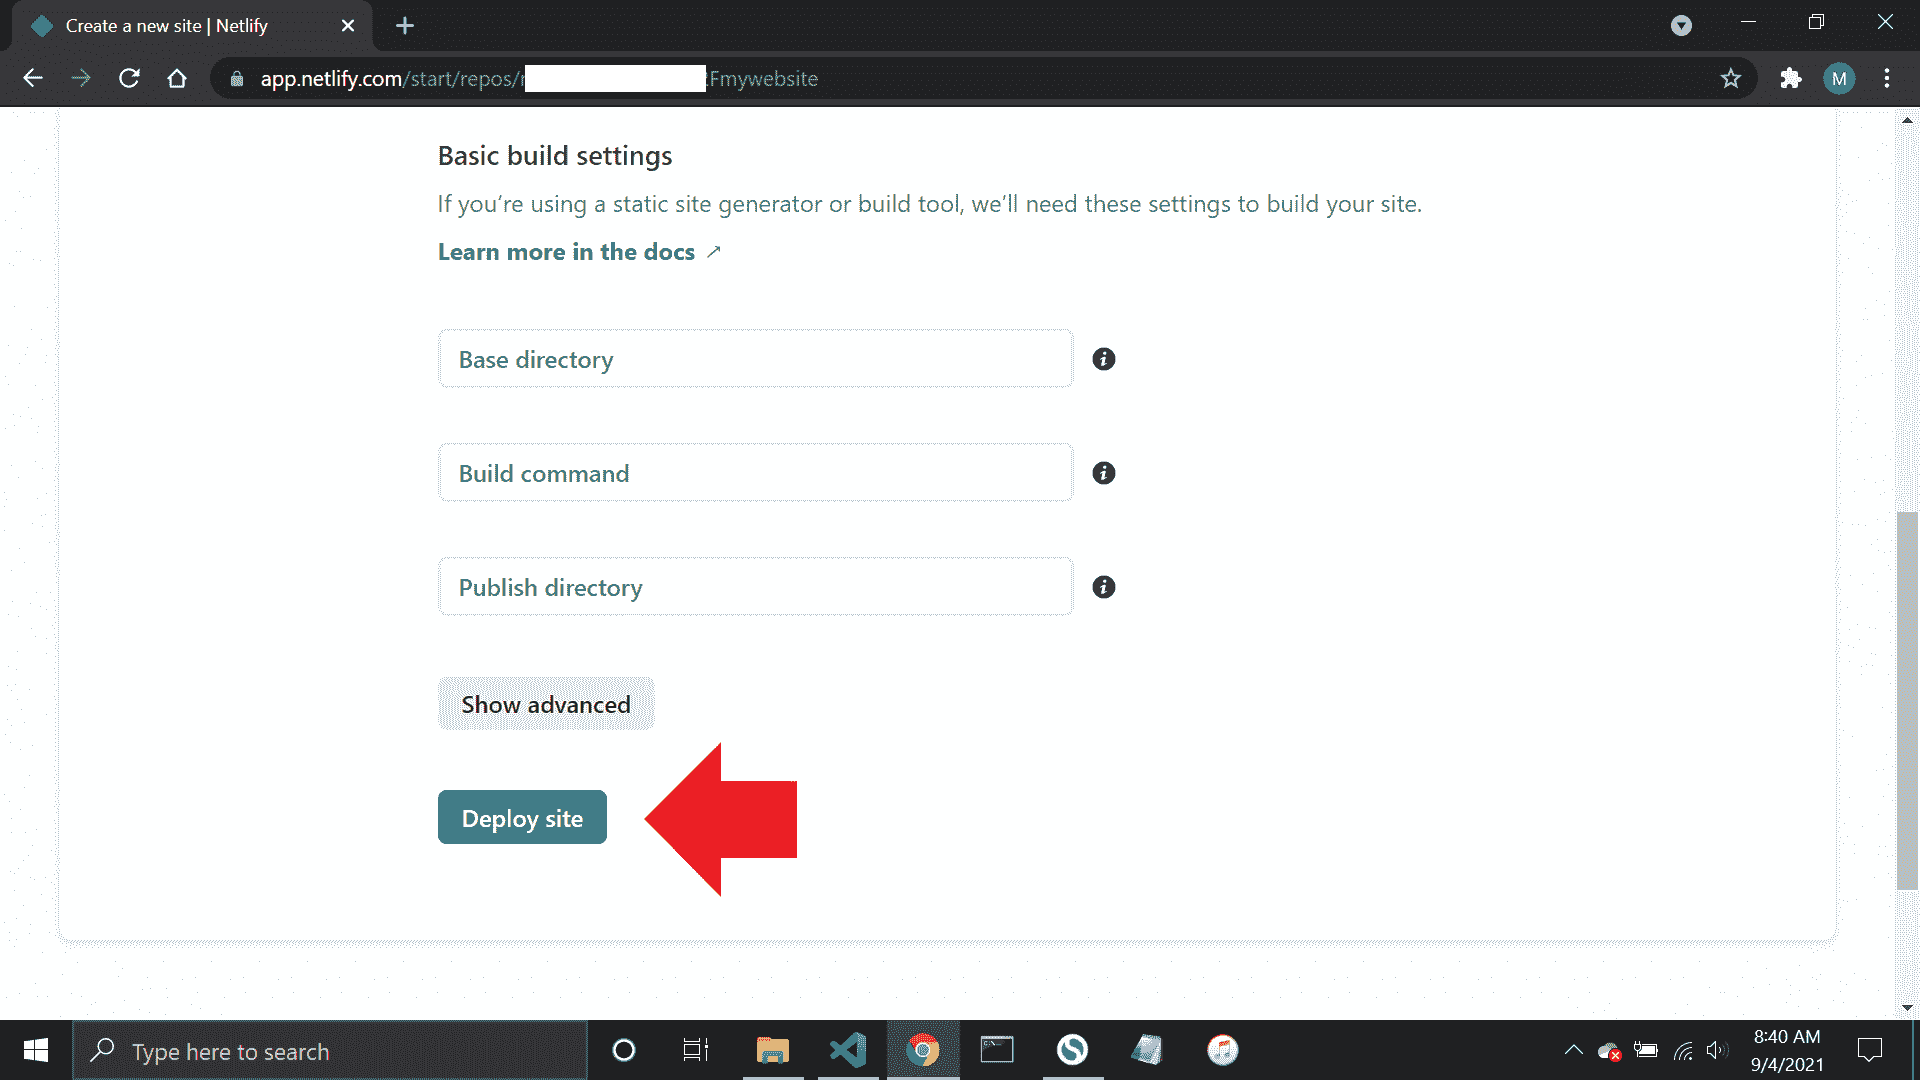 Create a new site | Netlify
app.netlify.com/start/repos/r Fmywebsite
M
Basic build settings
If you’re using a static site generator or build tool, we’ll need these settings to build your site.
Learn more in the docs
Base directory
Build command
Publish directory
Show advanced
Deploy site
Type here to search
8:40 AM
9/4/2021